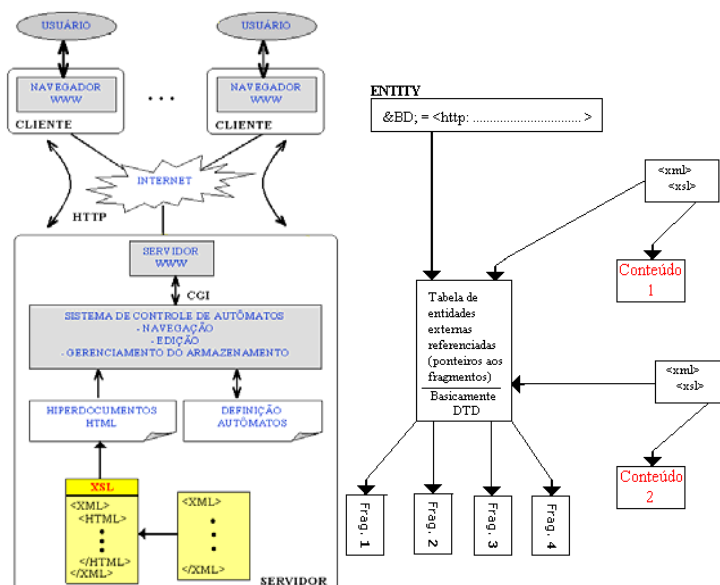 USUÁRIO
USUÁRIO
NAVEGADOR
WWW
CLIENTE
. . .
NAVEGADOR
WWW
CLIENTE
INTERNET
HTTP
SERVIDOR
WWW
CGI
SISTEMA DE CONTROLE DE AUTÔMATOS
- NAVEGAÇÃO
- EDIÇÃO
- GERENCIAMENTO DO ARMAZENAMENTO
HIPERDOCUMENTOS
HTML
DEFINIÇÃO
AUTÔMATOS
XSL
<XML>
<HTML>
</HTML>
</XML>
<XML>
</XML>
SERVIDOR
ENTITY
&BD; = <http: ................................ >
<xml>
<xsl>
Conteúdo
1
Tabela de
entidades
externas
referenciadas
(ponteiros aos
fragmentos)
Basicamente
DTD
<xml>
<xsl>
Conteúdo
2
Frag. 1
Frag. 2
Frag. 3
Frag. 4